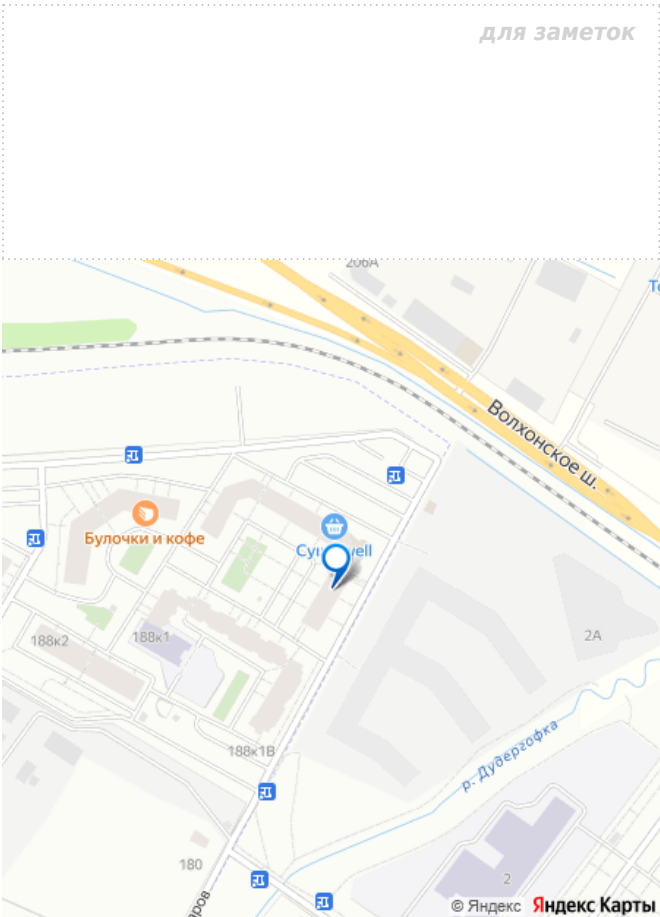 для заметок
206А
Волхонское ш.
Булочки и кофе
2А
188к2
188к1
р. Дудергофка
188к1В
180
2
© Яндекс Яндекс Карты